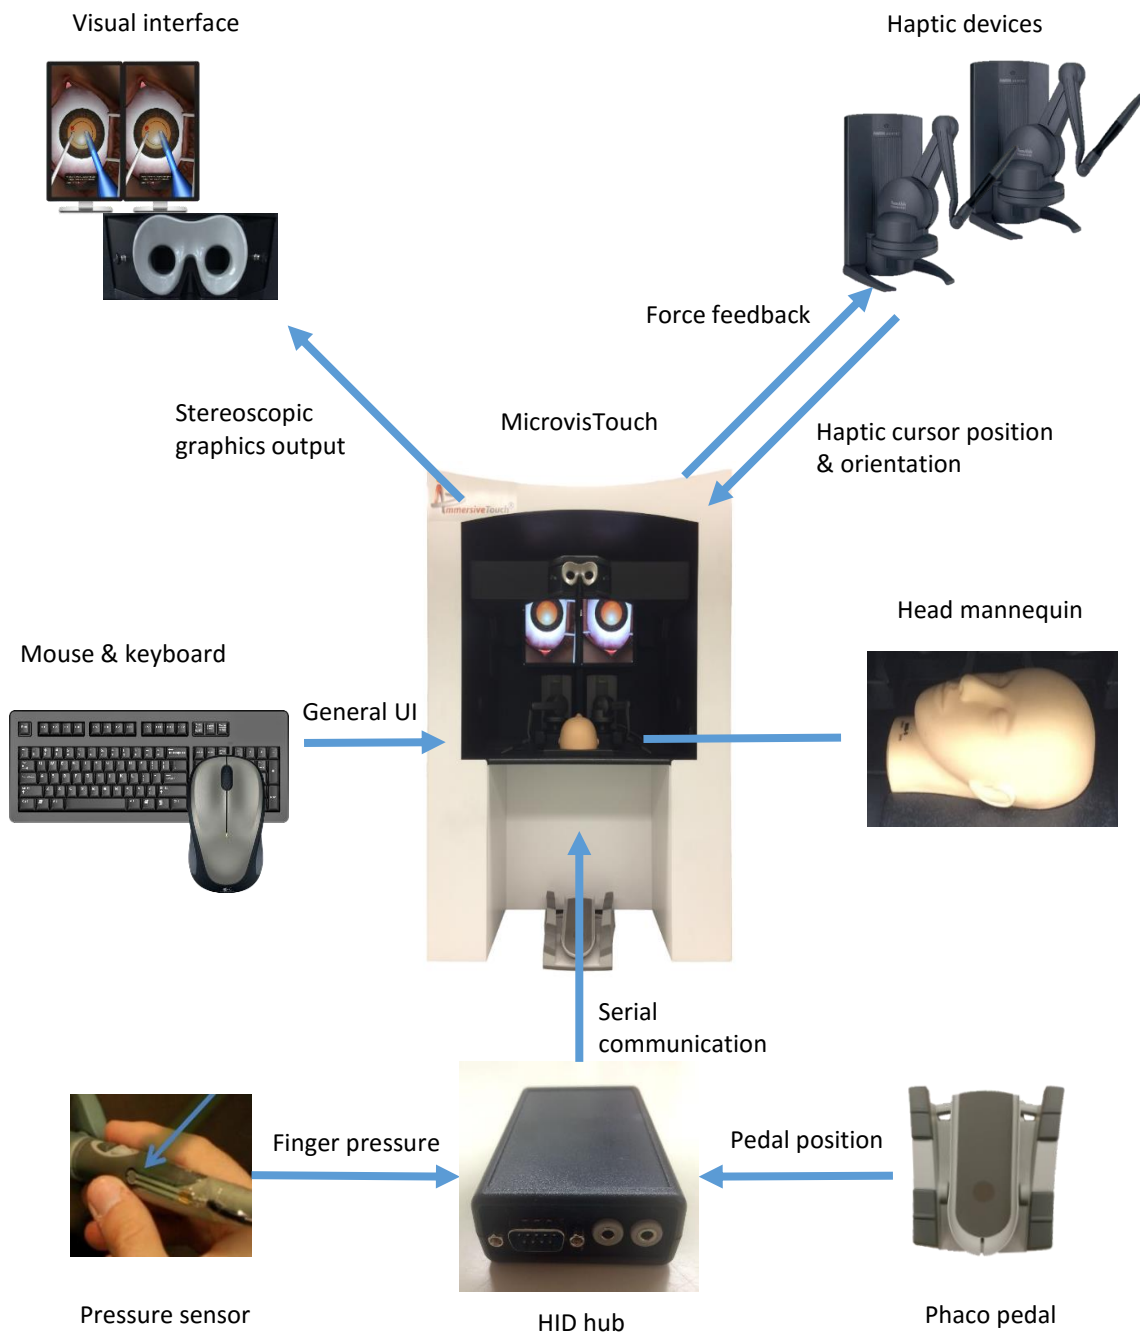 Visual interface
Haptic devices
Force feedback
Stereoscopic
graphics output
MicrovisTouch
Haptic cursor position
& orientation
ImmersiveTouch®
Head mannequin
Mouse & keyboard
General UI
Serial
communication
Finger pressure
Pedal position
Pressure sensor
HID hub
Phaco pedal